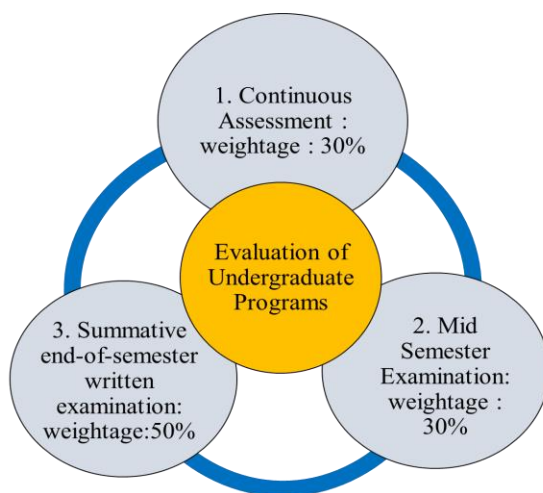 1. Continuous
Assessment :
weightage : 30%
Evaluation of
Undergraduate
Programs
3. Summative
end-of-semester
written
examination:
weightage:50%
2. Mid
Semester
Examination:
weightage :
30%